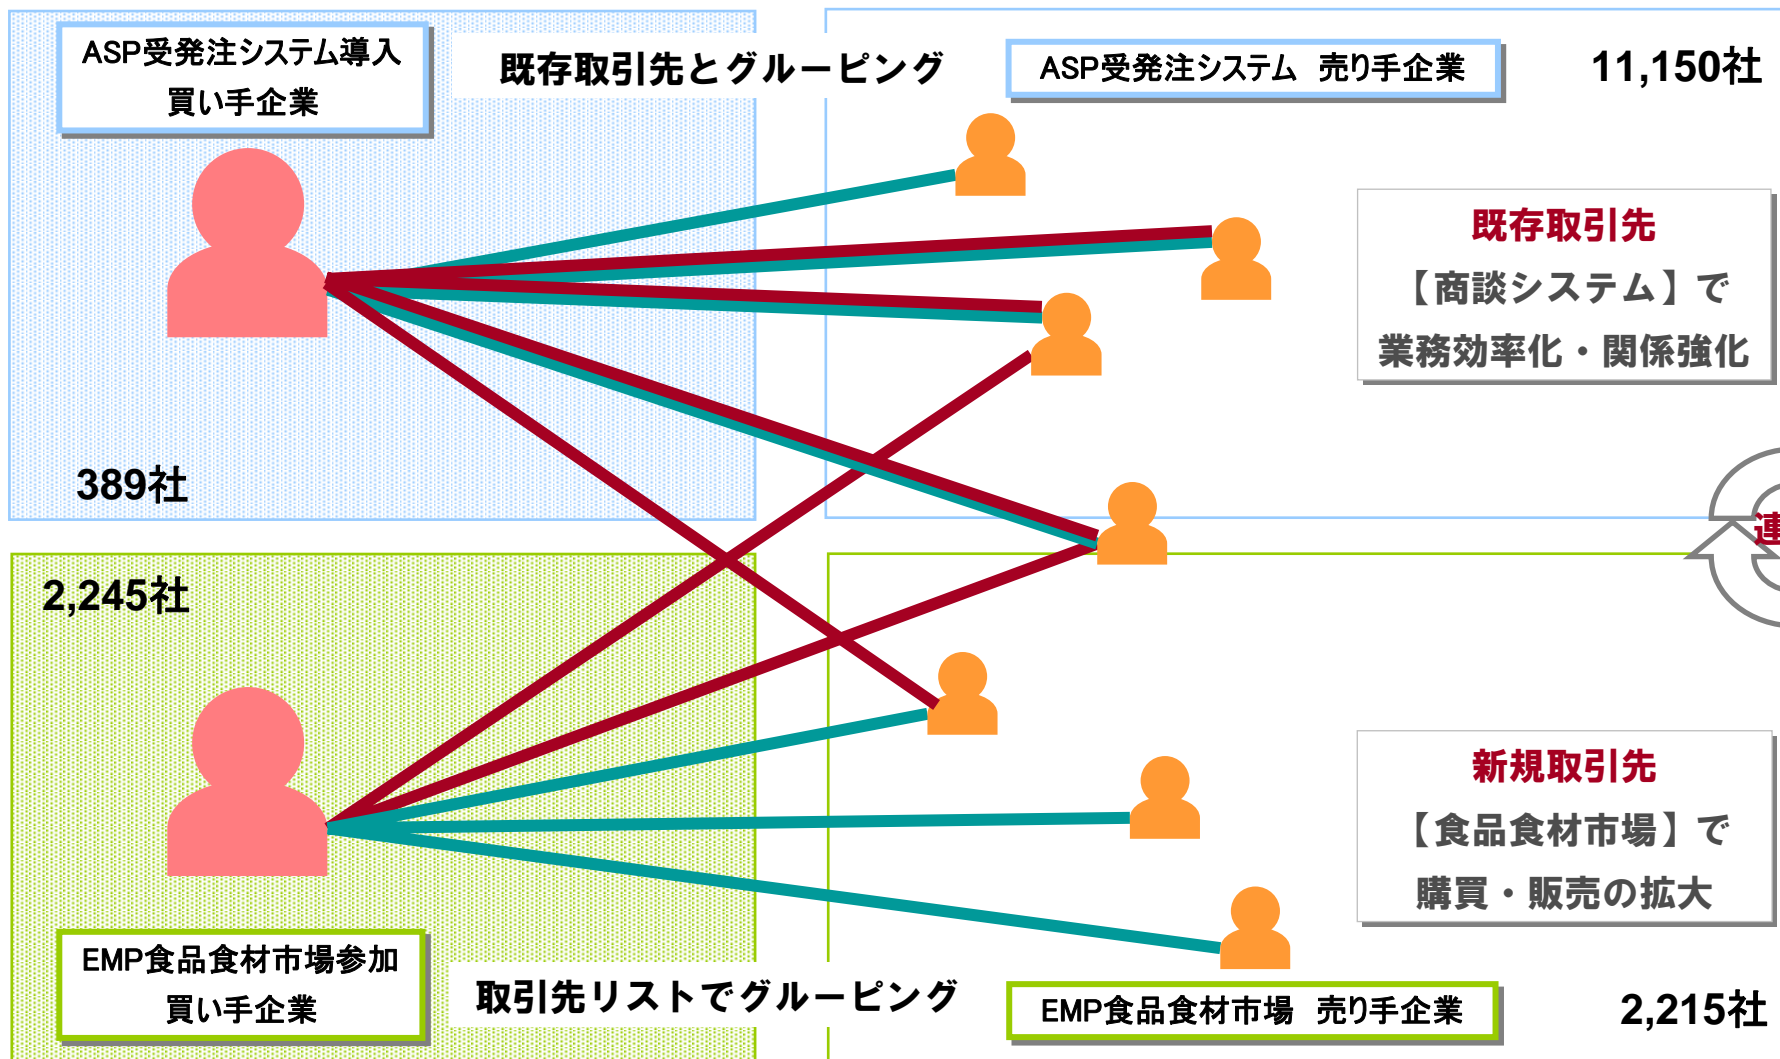 ASP受発注システム導入
買い手企業
既存取引先とグルーピング
ASP受発注システム 売り手企業
11,150社
既存取引先
【商談システム】で
業務効率化・関係強化
389社
連
2,245社
新規取引先
【食品食材市場】で
購買・販売の拡大
EMP食品食材市場参加
買い手企業
取引先リストでグルーピング
EMP食品食材市場 売り手企業
2,215社